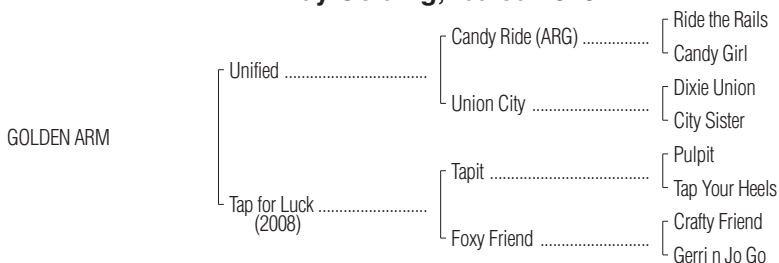 Ride the Rails
Candy Ride (ARG) ................
Candy Girl
Unified .................................
Dixie Union
Union City ............................
City Sister
GOLDEN ARM
Pulpit
Tapit ......................................
Tap Your Heels
Tap for Luck .........................
(2008)
Crafty Friend
Foxy Friend ..........................
Gerri n Jo Go